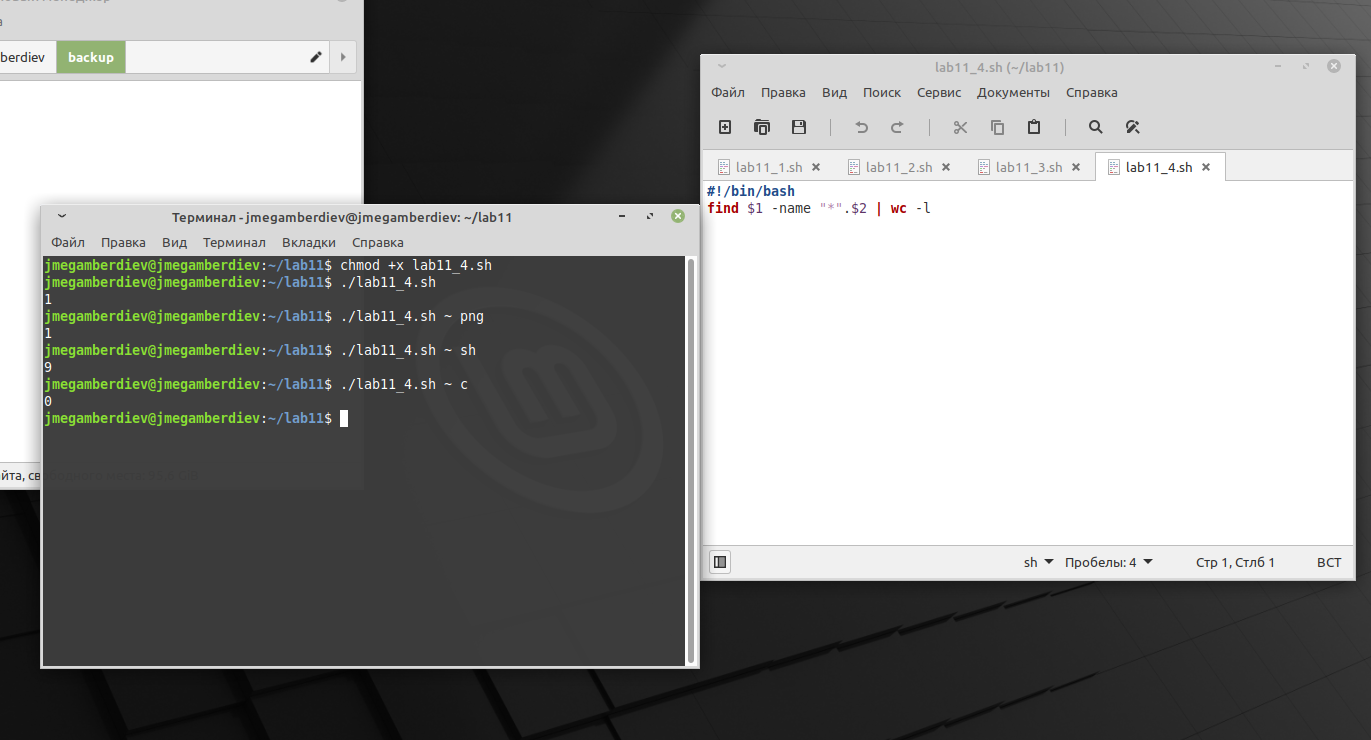 berdiev
backup
lab11_4.sh (~/lab11)
Файл Правка Вид Поиск Сервис Документы Справка
lab11_1.sh lab11_2.sh lab11_3.sh lab11_4.sh
#!/bin/bash
find $1 -name "*".$2 | wc -l
Терминал - jmegamberdiev@jmegamberdiev: ~/lab11
Файл Правка Вид Терминал Вкладки Справка
jmegamberdiev@jmegamberdiev:~/lab11$ chmod +x lab11_4.sh
jmegamberdiev@jmegamberdiev:~/lab11$ ./lab11_4.sh
1
jmegamberdiev@jmegamberdiev:~/lab11$ ./lab11_4.sh ~ png
1
jmegamberdiev@jmegamberdiev:~/lab11$ ./lab11_4.sh ~ sh
9
jmegamberdiev@jmegamberdiev:~/lab11$ ./lab11_4.sh ~ c
0
jmegamberdiev@jmegamberdiev:~/lab11$
йта, св
sh Пробелы: 4 Стр 1, Стлб 1 ВСТ